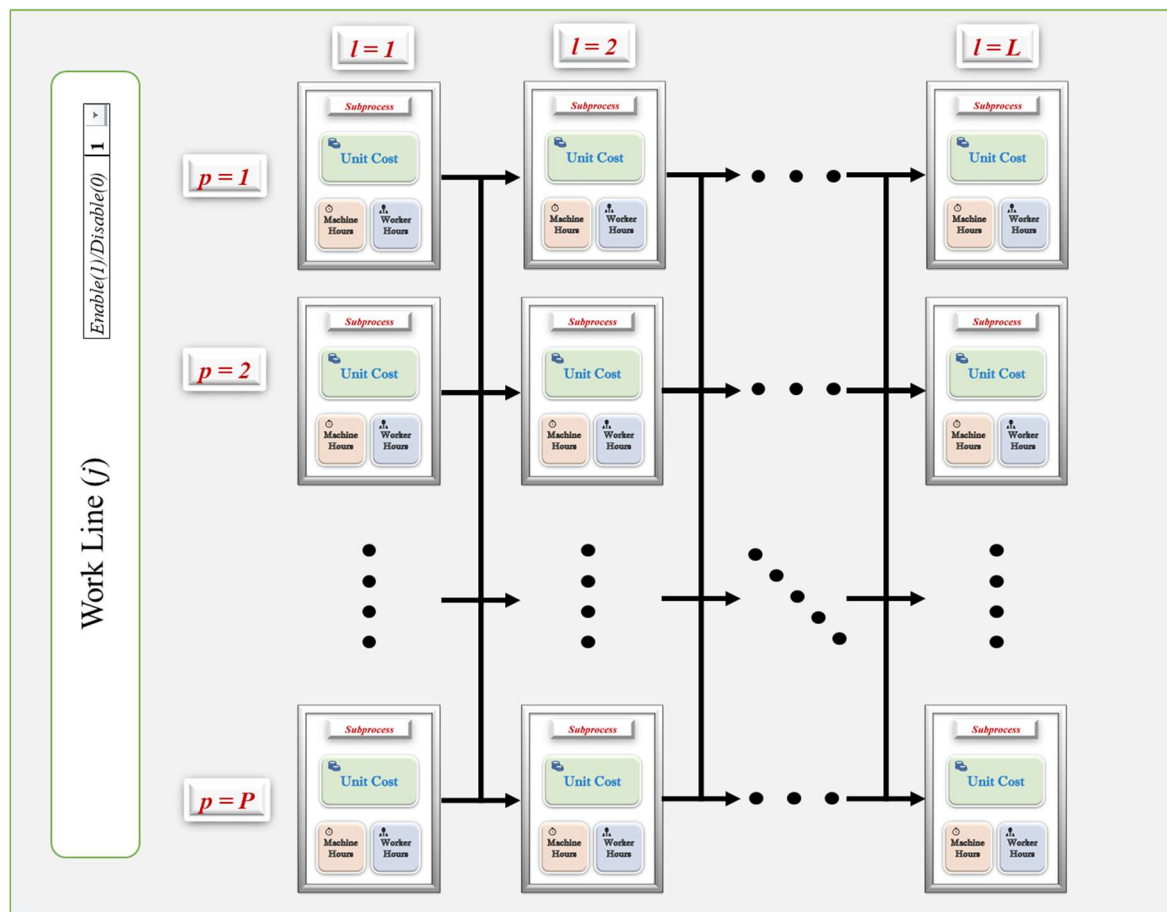 l = 1
l = 2
l = L
Work Line (j)
Enable(1)/Disable(0)
1
p = 1
Subprocess
Unit Cost
Machine
Hours
Worker
Hours
Subprocess
Unit Cost
Machine
Hours
Worker
Hours
Subprocess
Unit Cost
Machine
Hours
Worker
Hours
p = 2
Subprocess
Unit Cost
Machine
Hours
Worker
Hours
Subprocess
Unit Cost
Machine
Hours
Worker
Hours
Subprocess
Unit Cost
Machine
Hours
Worker
Hours
p = P
Subprocess
Unit Cost
Machine
Hours
Worker
Hours
Subprocess
Unit Cost
Machine
Hours
Worker
Hours
Subprocess
Unit Cost
Machine
Hours
Worker
Hours